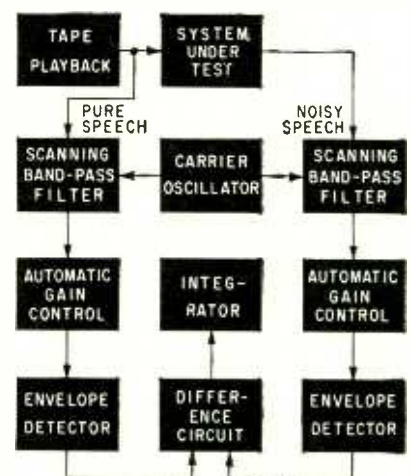 TAPE
PLAYBACK
SYSTEM
UNDER
TEST
PURE
SPEECH
NOISY
SPEECH
SCANNING
BAND-PASS
FILTER
CARRIER
OSCILLATOR
SCANNING
BAND-PASS
FILTER
AUTOMATIC
GAIN
CONTROL
INTEG-
RATOR
AUTOMATIC
GAIN
CONTROL
ENVELOPE
DETECTOR
DIFFER-
ENCE
CIRCUIT
ENVELOPE
DETECTOR